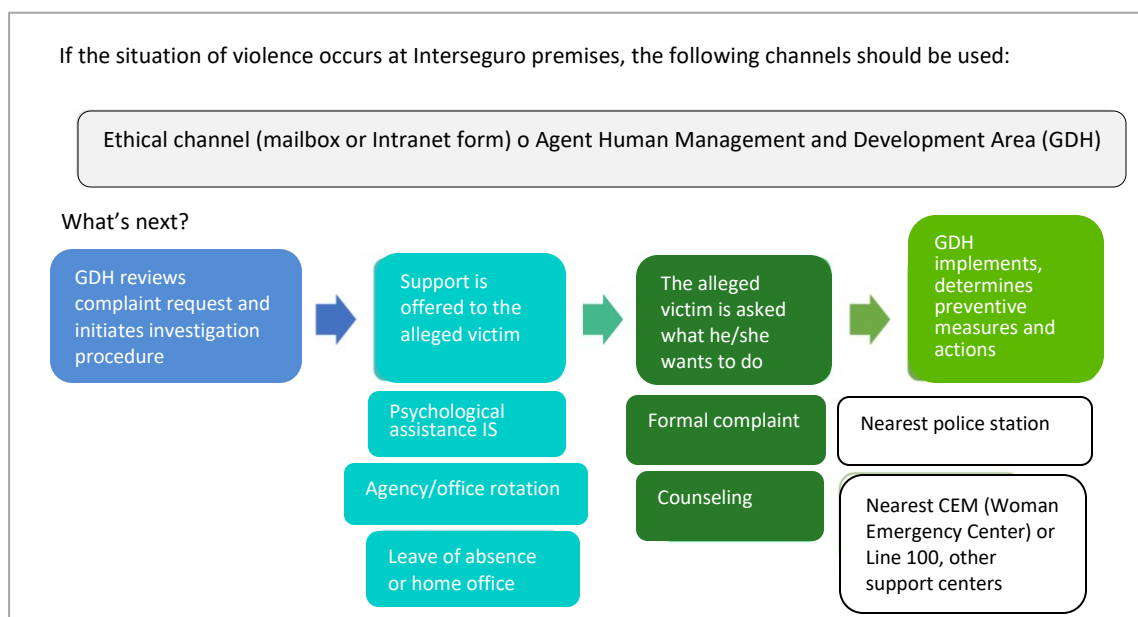 If the situation of violence occurs at Interseguro premises, the following channels should be used:
Ethical channel (mailbox or Intranet form) o Agent Human Management and Development Area (GDH)
What's next?
GDH reviews
complaint request and
initiates investigation
procedure
Support is
offered to the
alleged victim
The alleged
victim is asked
what he/she
wants to do
GDH
implements,
determines
preventive
measures and
actions
Psychological
assistance IS
Agency/office rotation
Leave of absence
or home office
Formal complaint
Counseling
Nearest police station
Nearest CEM (Woman
Emergency Center) or
Line 100, other
support centers